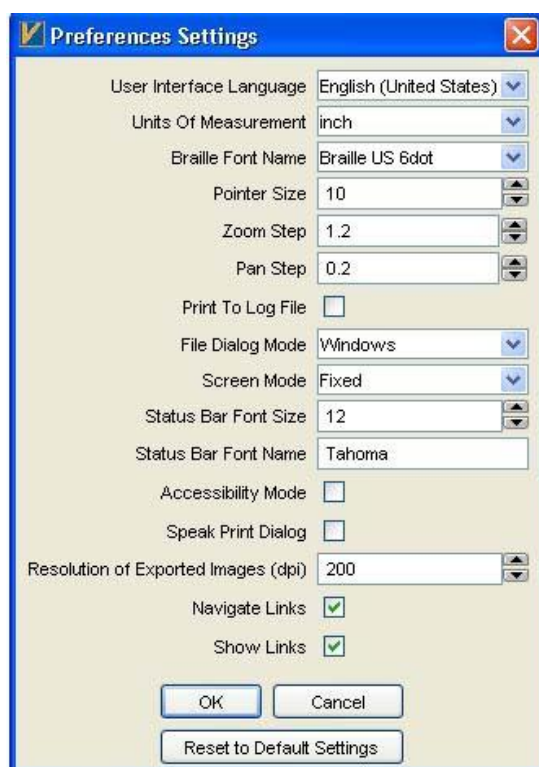 Preferences Settings
User Interface Language English (United States)
Units Of Measurement inch
Braille Font Name Braille US 6dot
Pointer Size 10
Zoom Step 1.2
Pan Step 0.2
Print To Log File
File Dialog Mode Windows
Screen Mode Fixed
Status Bar Font Size 12
Status Bar Font Name Tahoma
Accessibility Mode
Speak Print Dialog
Resolution of Exported Images (dpi) 200
Navigate Links
Show Links
OK Cancel
Reset to Default Settings